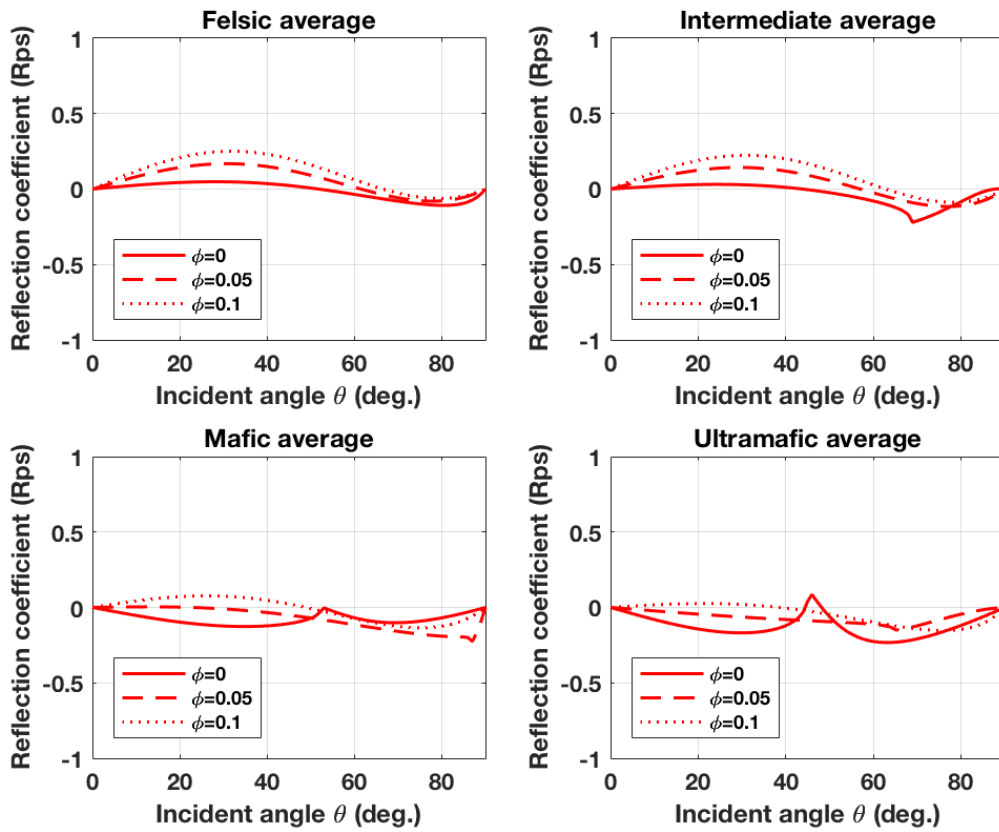 Felsic average
Reflection coefficient (Rps)
1
0.5
0
-0.5
-1
ϕ=0
ϕ=0.05
ϕ=0.1
0 20 40 60 80
Incident angle θ (deg.)
Intermediate average
Reflection coefficient (Rps)
1
0.5
0
-0.5
-1
ϕ=0
ϕ=0.05
ϕ=0.1
0 20 40 60 80
Incident angle θ (deg.)
Mafic average
Reflection coefficient (Rps)
1
0.5
0
-0.5
-1
ϕ=0
ϕ=0.05
ϕ=0.1
0 20 40 60 80
Incident angle θ (deg.)
Ultramafic average
Reflection coefficient (Rps)
1
0.5
0
-0.5
-1
ϕ=0
ϕ=0.05
ϕ=0.1
0 20 40 60 80
Incident angle θ (deg.)